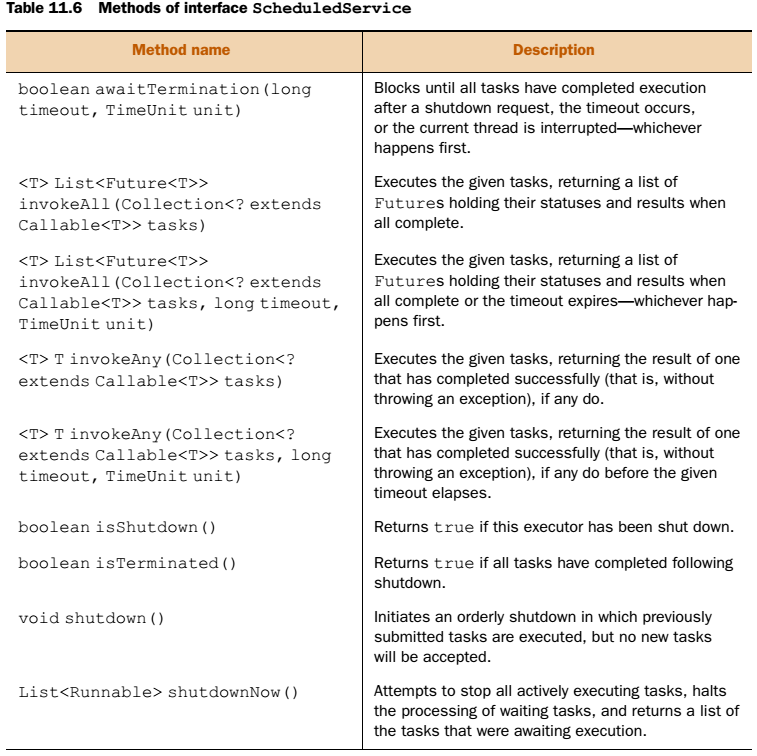 Table 11.6 Methods of interface ScheduledService
Method name
Description
boolean awaitTermination(long
timeout, TimeUnit unit)
Blocks until all tasks have completed execution
after a shutdown request, the timeout occurs,
or the current thread is interrupted—whichever
happens first.
<T> List<Future<T>>
invokeAll(Collection<? extends
Callable<T>> tasks)
Executes the given tasks, returning a list of
Futures holding their statuses and results when
all complete.
<T> List<Future<T>>
invokeAll(Collection<? extends
Callable<T>> tasks, long timeout,
TimeUnit unit)
Executes the given tasks, returning a list of
Futures holding their statuses and results when
all complete or the timeout expires—whichever hap-
pens first.
<T> T invokeAny(Collection<?
extends Callable<T>> tasks)
Executes the given tasks, returning the result of one
that has completed successfully (that is, without
throwing an exception), if any do.
<T> T invokeAny(Collection<?
extends Callable<T>> tasks, long
timeout, TimeUnit unit)
Executes the given tasks, returning the result of one
that has completed successfully (that is, without
throwing an exception), if any do before the given
timeout elapses.
boolean isShutdown()
Returns true if this executor has been shut down.
boolean isTerminated()
Returns true if all tasks have completed following
shutdown.
void shutdown()
Initiates an orderly shutdown in which previously
submitted tasks are executed, but no new tasks
will be accepted.
List<Runnable> shutdownNow()
Attempts to stop all actively executing tasks, halts
the processing of waiting tasks, and returns a list of
the tasks that were awaiting execution.